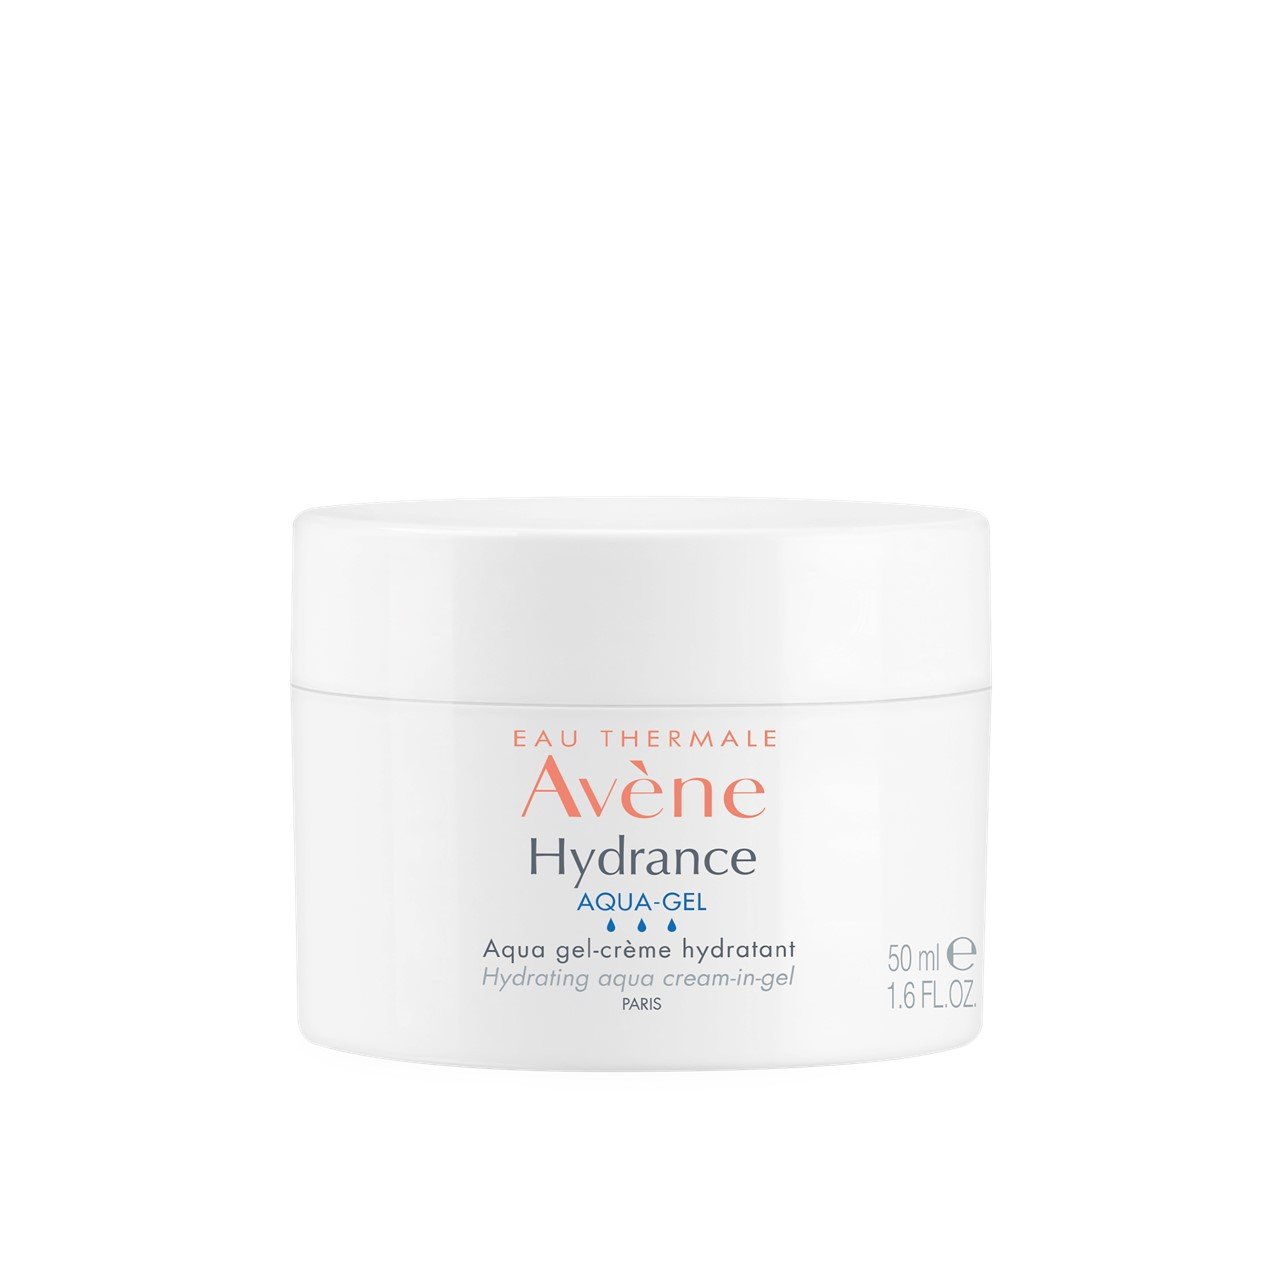 EAU THERMALE
Avène
Hydrance
AQUA-GEL
Aqua gel-crème hydratant
Hydrating aqua cream-in-gel
PARIS
50 ml ℮
1.6 FL.OZ.